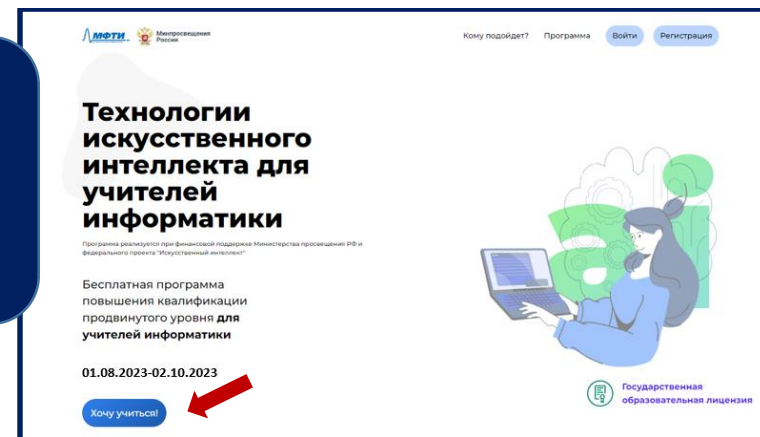 МФТИ
Минпросвещения
России
Кому подойдет? Программа Войти Регистрация
Технологии
искусственного
интеллекта для
учителей
информатики
Программа реализуется при финансовой поддержке Министерства просвещения РФ и
федерального проекта "Искусственный интеллект"
Бесплатная программа
повышения квалификации
продвинутого уровня для
учителей информатики
01.08.2023-02.10.2023
Хочу учиться!
ai
Государственная
образовательная лицензия